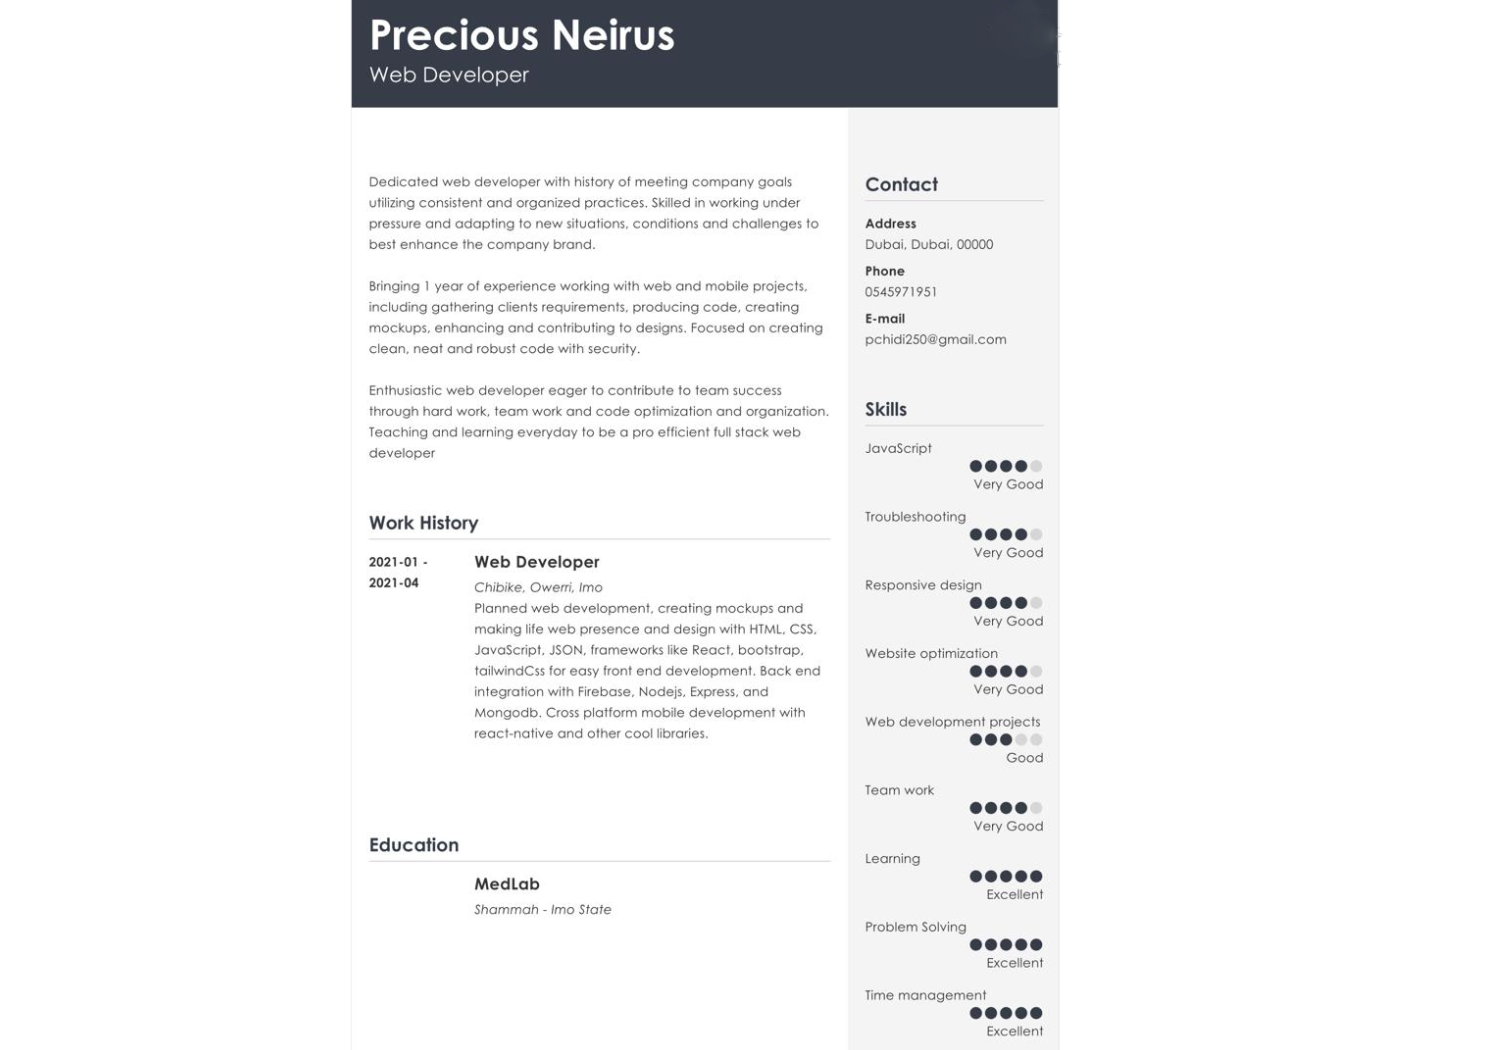 Precious Neirus
Web Developer
Dedicated web developer with history of meeting company goals
utilizing consistent and organized practices. Skilled in working under
pressure and adapting to new situations, conditions and challenges to
best enhance the company brand.
Bringing 1 year of experience working with web and mobile projects,
including gathering clients requirements, producing code, creating
mockups, enhancing and contributing to designs. Focused on creating
clean, neat and robust code with security.
Enthusiastic web developer eager to contribute to team success
through hard work, team work and code optimization and organization.
Teaching and learning everyday to be a pro efficient full stack web
developer
Work History
2021-01 -
2021-04
Web Developer
Chibike, Owerri, Imo
Planned web development, creating mockups and
making life web presence and design with HTML, CSS,
JavaScript, JSON, frameworks like React, bootstrap,
tailwindCss for easy front end development. Back end
integration with Firebase, Nodejs, Express, and
Mongodb. Cross platform mobile development with
react-native and other cool libraries.
Education
MedLab
Shammah - Imo State
Contact
Address
Dubai, Dubai, 00000
Phone
0545971951
E-mail
pchidi250@gmail.com
Skills
JavaScript
Very Good
Troubleshooting
Very Good
Responsive design
Very Good
Website optimization
Very Good
Web development projects
Good
Team work
Very Good
Learning
Excellent
Problem Solving
Excellent
Time management
Excellent